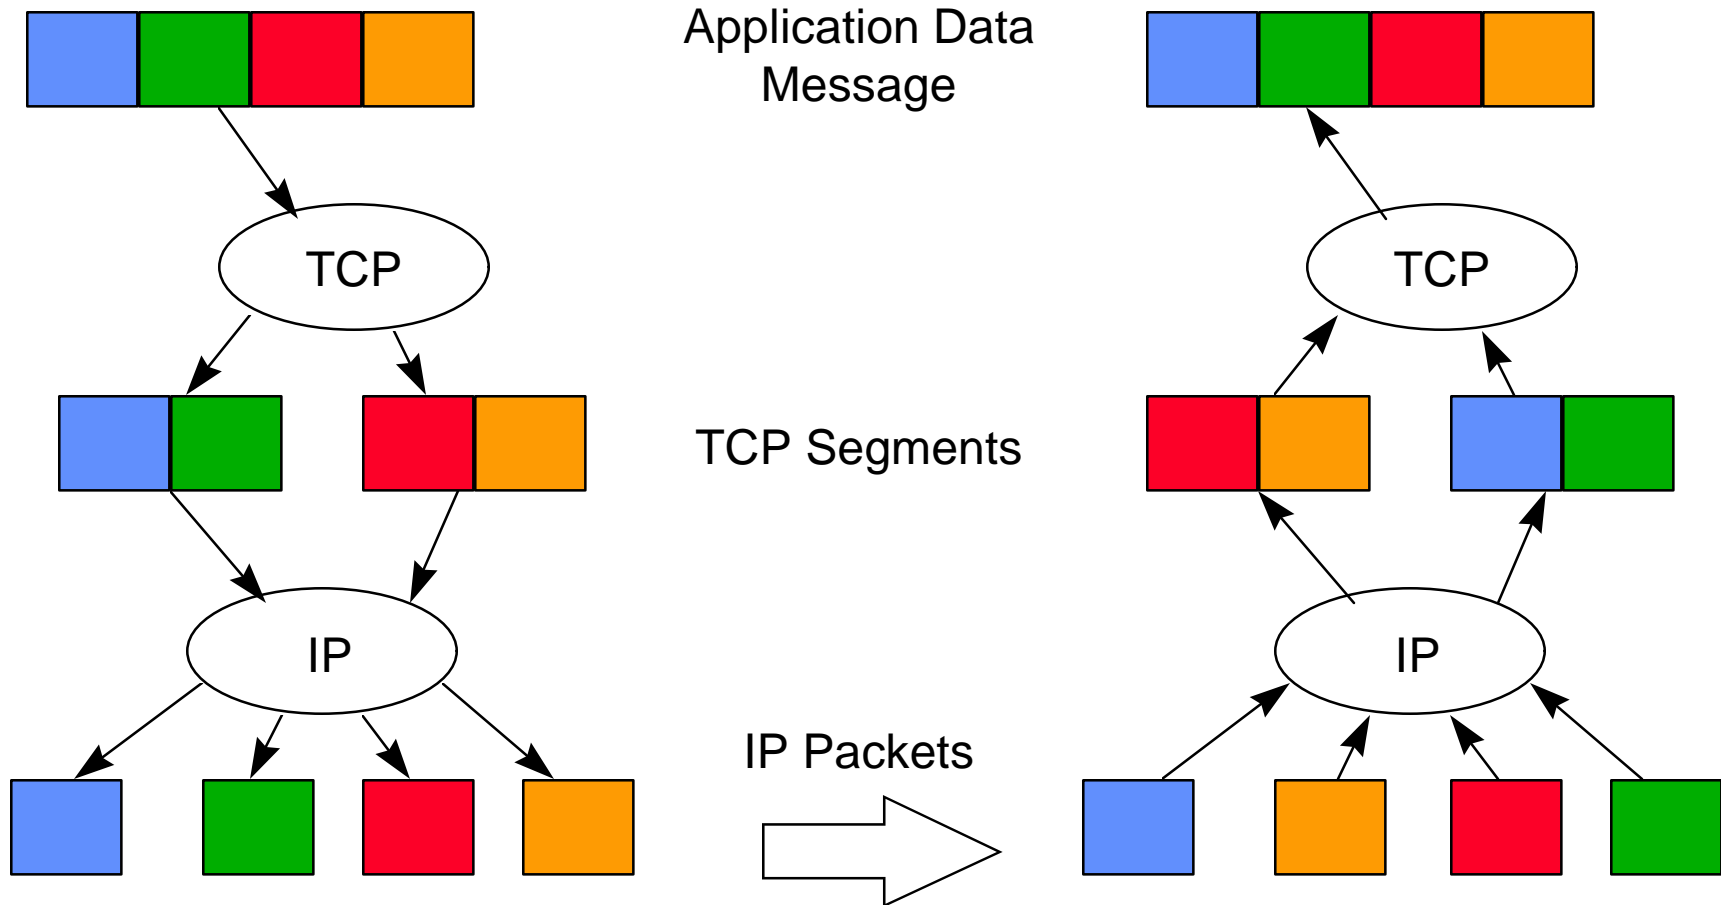 Application Data
Message
TCP
TCP
TCP Segments
IP
IP
IP Packets